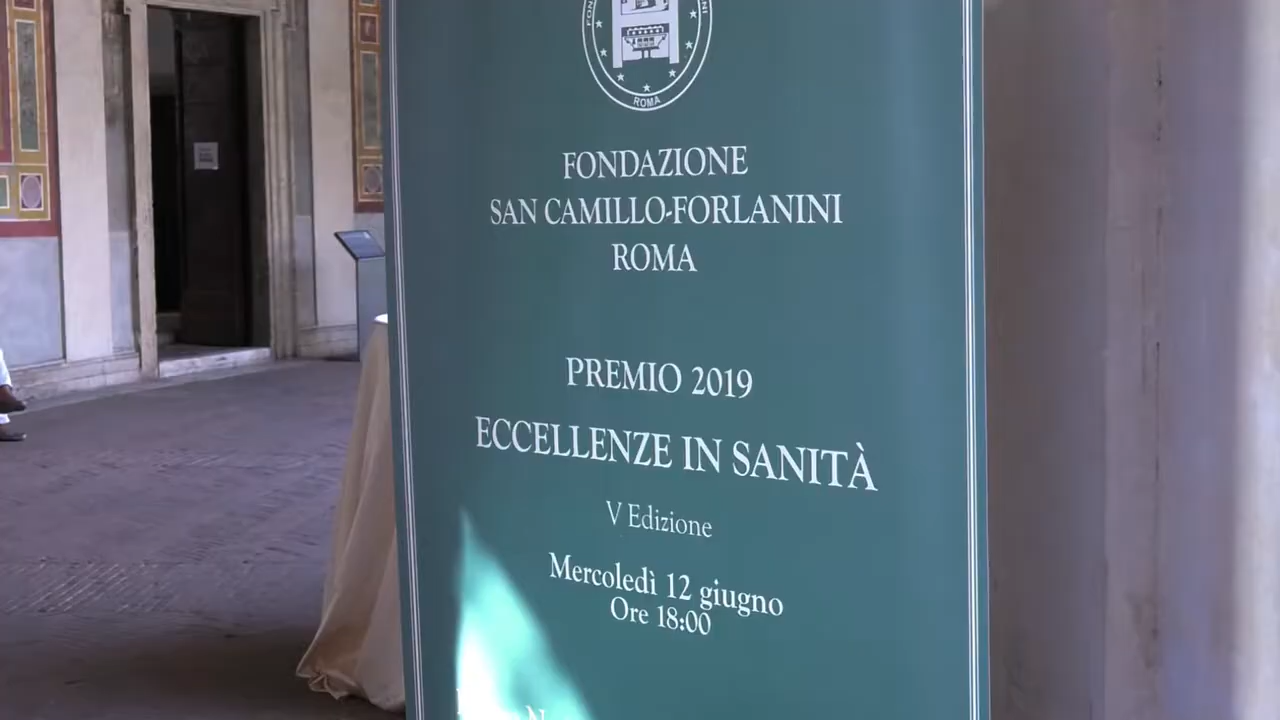 ROMA
FONDAZIONE
SAN CAMILLO-FORLANINI
ROMA
PREMIO 2019
ECCELLENZE IN SANITÀ
V Edizione
Mercoledì 12 giugno
Ore 18:00